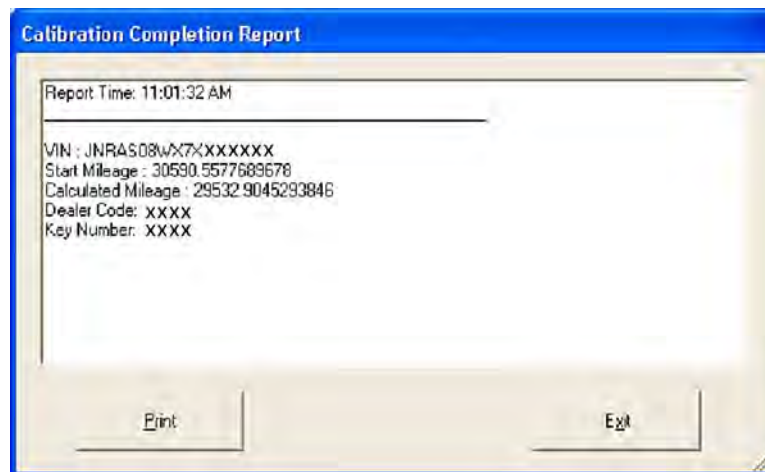 Calibration Completion Report
Report Time: 11:01:32 AM
VIN : JNRAS08WX7XXXXXXX
Start Mileage : 30590.5577689678
Calculated Mileage : 29532.9045293846
Dealer Code: XXXX
Key Number: XXXX
Print
Exit